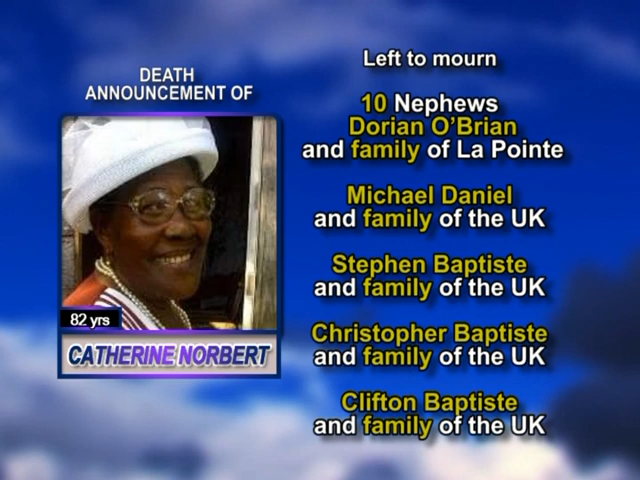 DEATH
ANNOUNCEMENT OF
82 yrs
CATHERINE NORBERT
Left to mourn
10 Nephews
Dorian O'Brian
and family of La Pointe
Michael Daniel
and family of the UK
Stephen Baptiste
and family of the UK
Christopher Baptiste
and family of the UK
Clifton Baptiste
and family of the UK